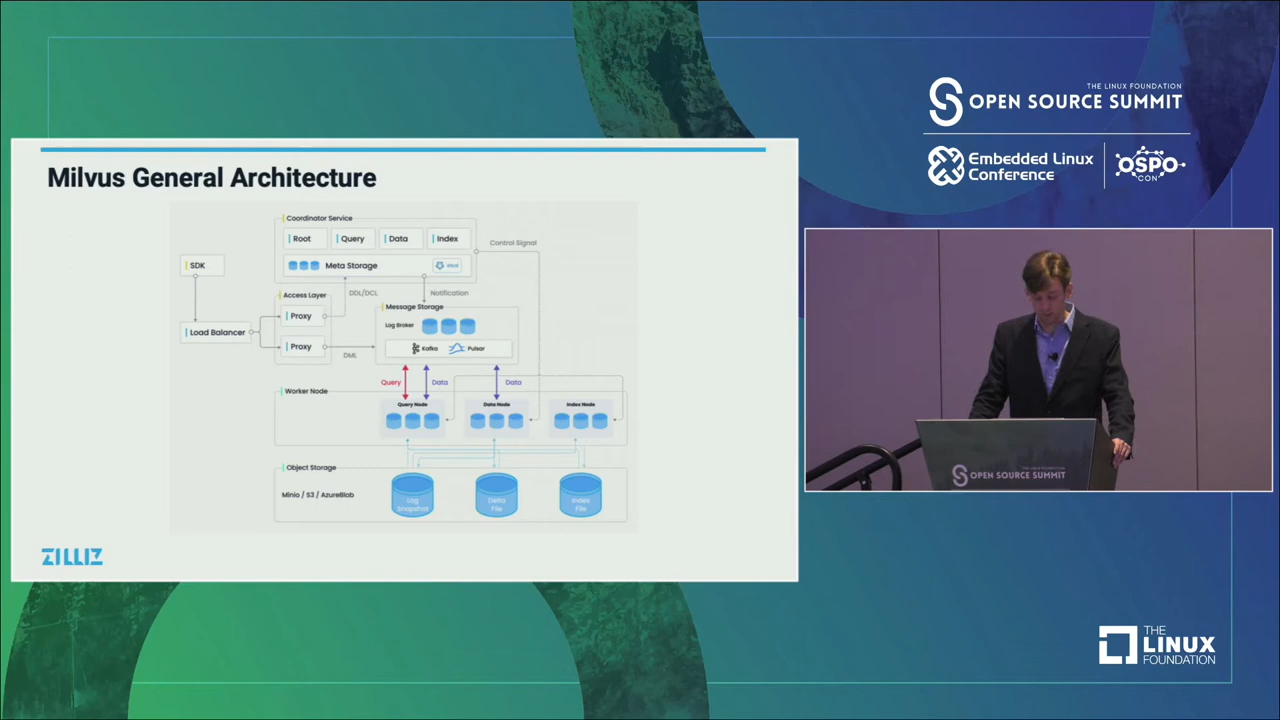 THE LINUX FOUNDATION
OPEN SOURCE SUMMIT
Embedded Linux
Conference
OSPO
CON
Milvus General Architecture
Coordinator Service
Root
Query
Data
Index
Control Signal
SDK
Meta Storage
etcd
Access Layer
DDL/DCL
Notification
Proxy
Message Storage
Log Broker
Load Balancer
Proxy
Kafka
Pulsar
DML
Query
Data
Data
Worker Node
Query Node
Data Node
Index Node
Object Storage
Minio / S3 / AzureBlob
Log
Snapshot
Delta
File
Index
File
ZILLIZ
OPEN SOURCE SUMMIT
THE
LINUX
FOUNDATION